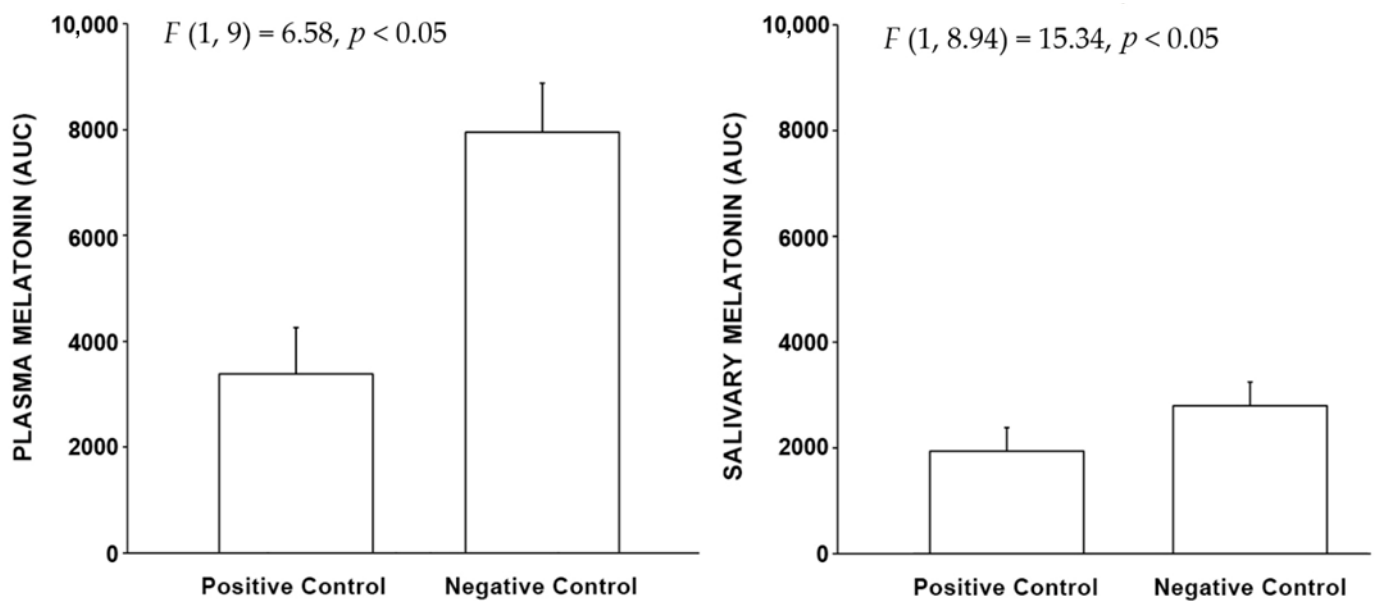 F (1, 9) = 6.58, p < 0.05
PLASMA MELATONIN (AUC)
10,000
8000
6000
4000
2000
0
Positive Control
Negative Control
F (1, 8.94) = 15.34, p < 0.05
SALIVARY MELATONIN (AUC)
10,000
8000
6000
4000
2000
0
Positive Control
Negative Control